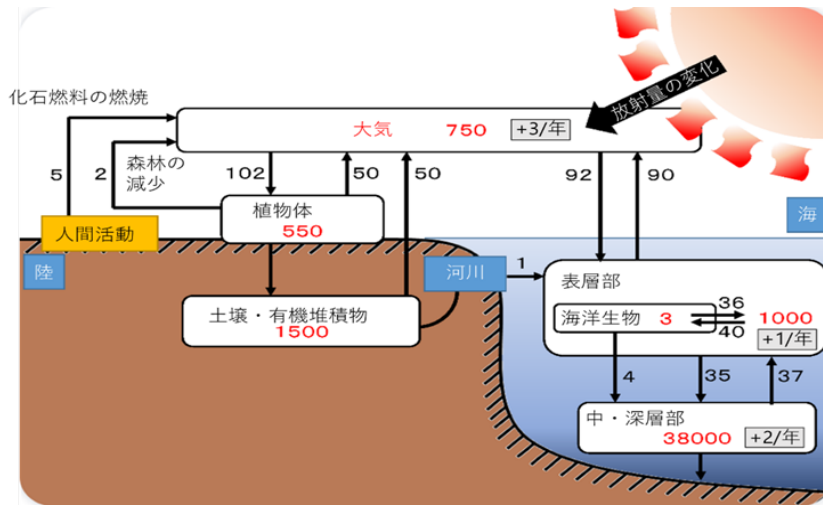 放射量の変化
化石燃料の燃焼
大気 750 +3/年
5
2
森林の
減少
102
50
50
92
90
植物体
550
人間活動
海
陸
河川
1
表層部
土壌・有機堆積物
1500
海洋生物 3
36
40
1000
+1/年
4
35
37
中・深層部
38000 +2/年